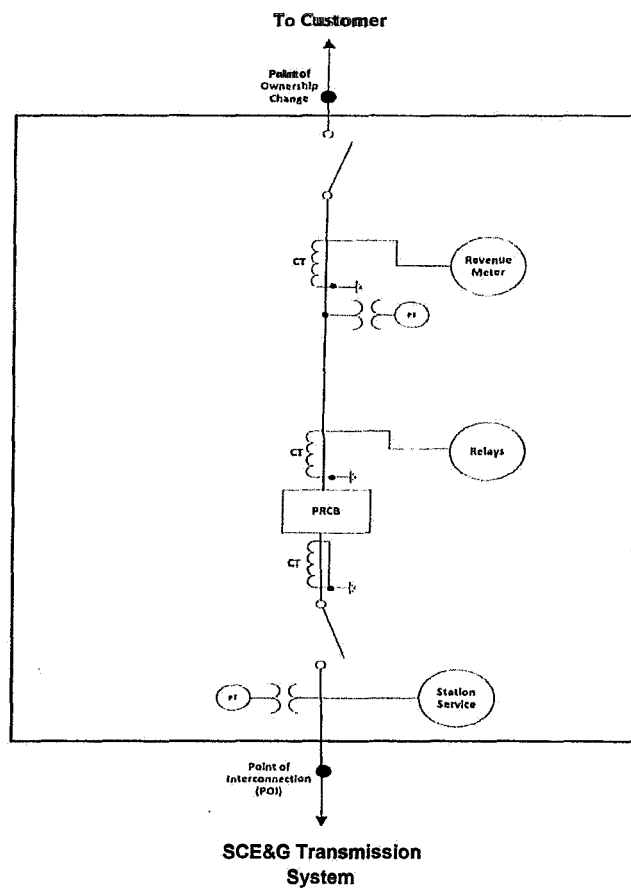 To Customer
Point of
Ownership
Change
CT
Revenue
Meter
PT
CT
Relays
PRCB
CT
PT
Station
Service
Point of
Interconnection
(POI)
SCE&G Transmission
System